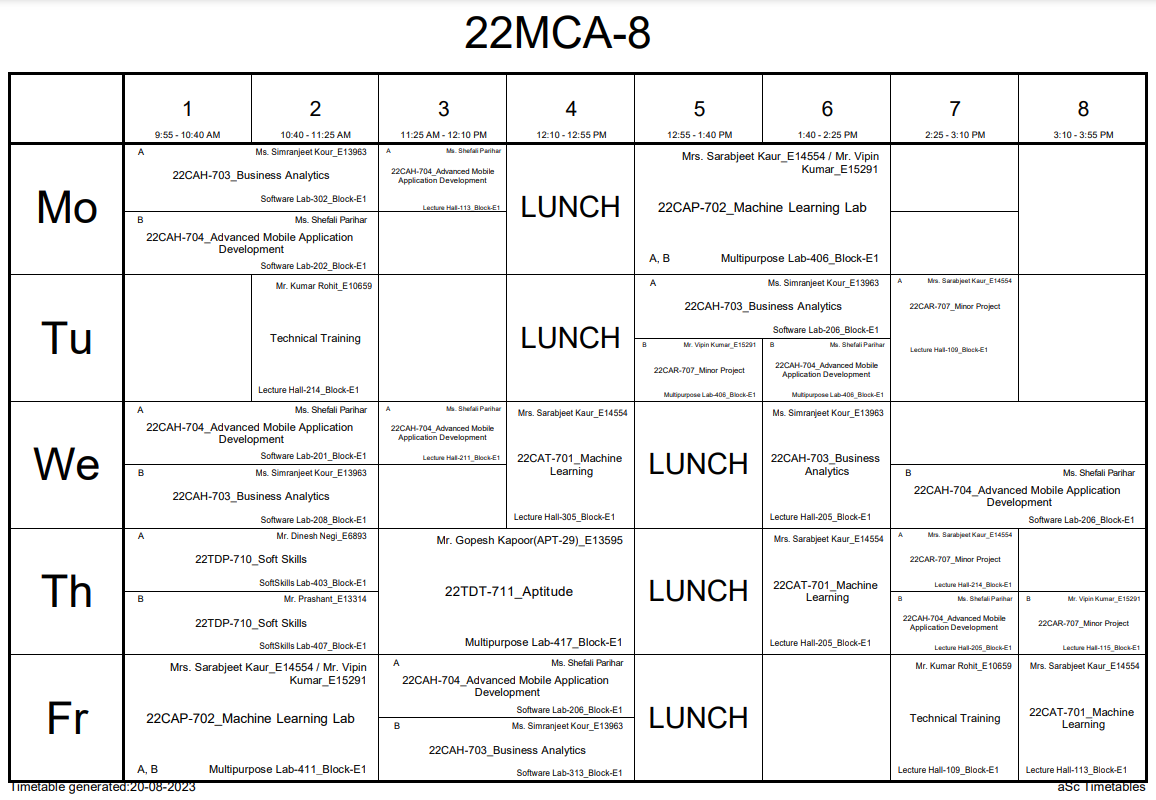 22MCA-8
1
2
3
4
5
6
7
8
9:55 - 10:40 AM
10:40 - 11:25 AM
11:25 AM - 12:10 PM
12:10 - 12:55 PM
12:55 - 1:40 PM
1:40 - 2:25 PM
2:25 - 3:10 PM
3:10 - 3:55 PM
Mo
A Ms. Simranjeet Kour_E13963
22CAH-703_Business Analytics
Software Lab-302_Block-E1
B Ms. Shefali Parihar
22CAH-704_Advanced Mobile Application
Development
Software Lab-202_Block-E1
A Ms. Shefali Parihar
22CAH-704_Advanced Mobile
Application Development
Lecture Hall-113_Block-E1
LUNCH
Mrs. Sarabjeet Kaur_E14554 / Mr. Vipin
Kumar_E15291
22CAP-702_Machine Learning Lab
A, B Multipurpose Lab-406_Block-E1
Tu
Mr. Kumar Rohit_E10659
Technical Training
Lecture Hall-214_Block-E1
LUNCH
A Ms. Simranjeet Kour_E13963
22CAH-703_Business Analytics
Software Lab-206_Block-E1
B Mr. Vipin Kumar_E15291
22CAR-707_Minor Project
Multipurpose Lab-406_Block-E1
B Ms. Shefali Parihar
22CAH-704_Advanced Mobile
Application Development
Multipurpose Lab-406_Block-E1
A Mrs. Sarabjeet Kaur_E14554
22CAR-707_Minor Project
Lecture Hall-109_Block-E1
We
A Ms. Shefali Parihar
22CAH-704_Advanced Mobile Application
Development
Software Lab-201_Block-E1
B Ms. Simranjeet Kour_E13963
22CAH-703_Business Analytics
Software Lab-208_Block-E1
A Ms. Shefali Parihar
22CAH-704_Advanced Mobile
Application Development
Lecture Hall-211_Block-E1
Mrs. Sarabjeet Kaur_E14554
22CAT-701_Machine
Learning
Lecture Hall-305_Block-E1
LUNCH
Ms. Simranjeet Kour_E13963
22CAH-703_Business
Analytics
Lecture Hall-205_Block-E1
B Ms. Shefali Parihar
22CAH-704_Advanced Mobile Application
Development
Software Lab-206_Block-E1
Th
A Mr. Dinesh Negi_E6893
22TDP-710_Soft Skills
SoftSkills Lab-403_Block-E1
B Mr. Prashant_E13314
22TDP-710_Soft Skills
SoftSkills Lab-407_Block-E1
Mr. Gopesh Kapoor(APT-29)_E13595
22TDT-711_Aptitude
Multipurpose Lab-417_Block-E1
LUNCH
Mrs. Sarabjeet Kaur_E14554
22CAT-701_Machine
Learning
Lecture Hall-205_Block-E1
A Mrs. Sarabjeet Kaur_E14554
22CAR-707_Minor Project
Lecture Hall-214_Block-E1
B Ms. Shefali Parihar
22CAH-704_Advanced Mobile
Application Development
Lecture Hall-205_Block-E1
B Mr. Vipin Kumar_E15291
22CAR-707_Minor Project
Lecture Hall-115_Block-E1
Fr
Mrs. Sarabjeet Kaur_E14554 / Mr. Vipin
Kumar_E15291
22CAP-702_Machine Learning Lab
A, B Multipurpose Lab-411_Block-E1
A Ms. Shefali Parihar
22CAH-704_Advanced Mobile Application
Development
Software Lab-206_Block-E1
B Ms. Simranjeet Kour_E13963
22CAH-703_Business Analytics
Software Lab-313_Block-E1
LUNCH
Mr. Kumar Rohit_E10659
Technical Training
Lecture Hall-109_Block-E1
Mrs. Sarabjeet Kaur_E14554
22CAT-701_Machine
Learning
Lecture Hall-113_Block-E1
Timetable generated:20-08-2023
aSc Timetables